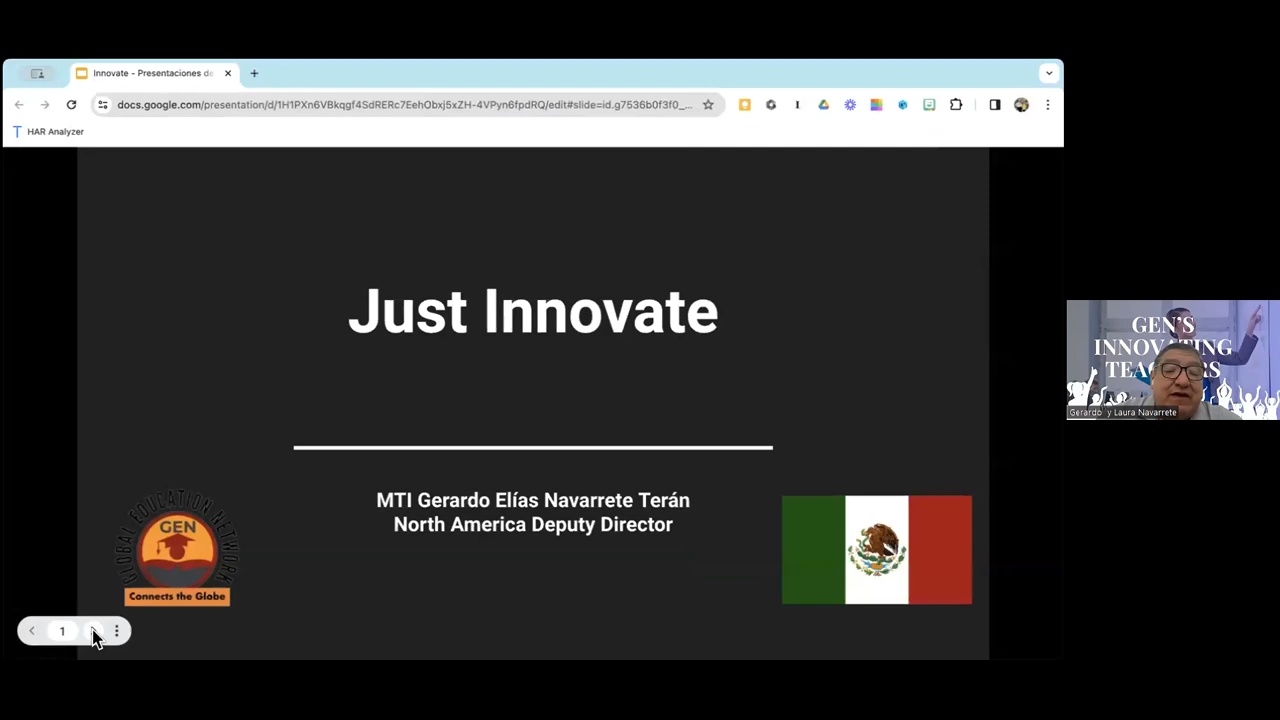 Innovate - Presentaciones de
docs.google.com/presentation/d/1H1PXn6VBkqgf4SdRERc7EehObxj5xZH-4VPyn6fpdRQ/edit#slide=id.g7536b0f3f0_...
HAR Analyzer
Just Innovate
MTI Gerardo Elías Navarrete Terán
North America Deputy Director
GLOBAL EDUCATION NETWORK
GEN
Connects the Globe
1
GEN'S
INNOVATING
Gerardo y Laura Navarrete